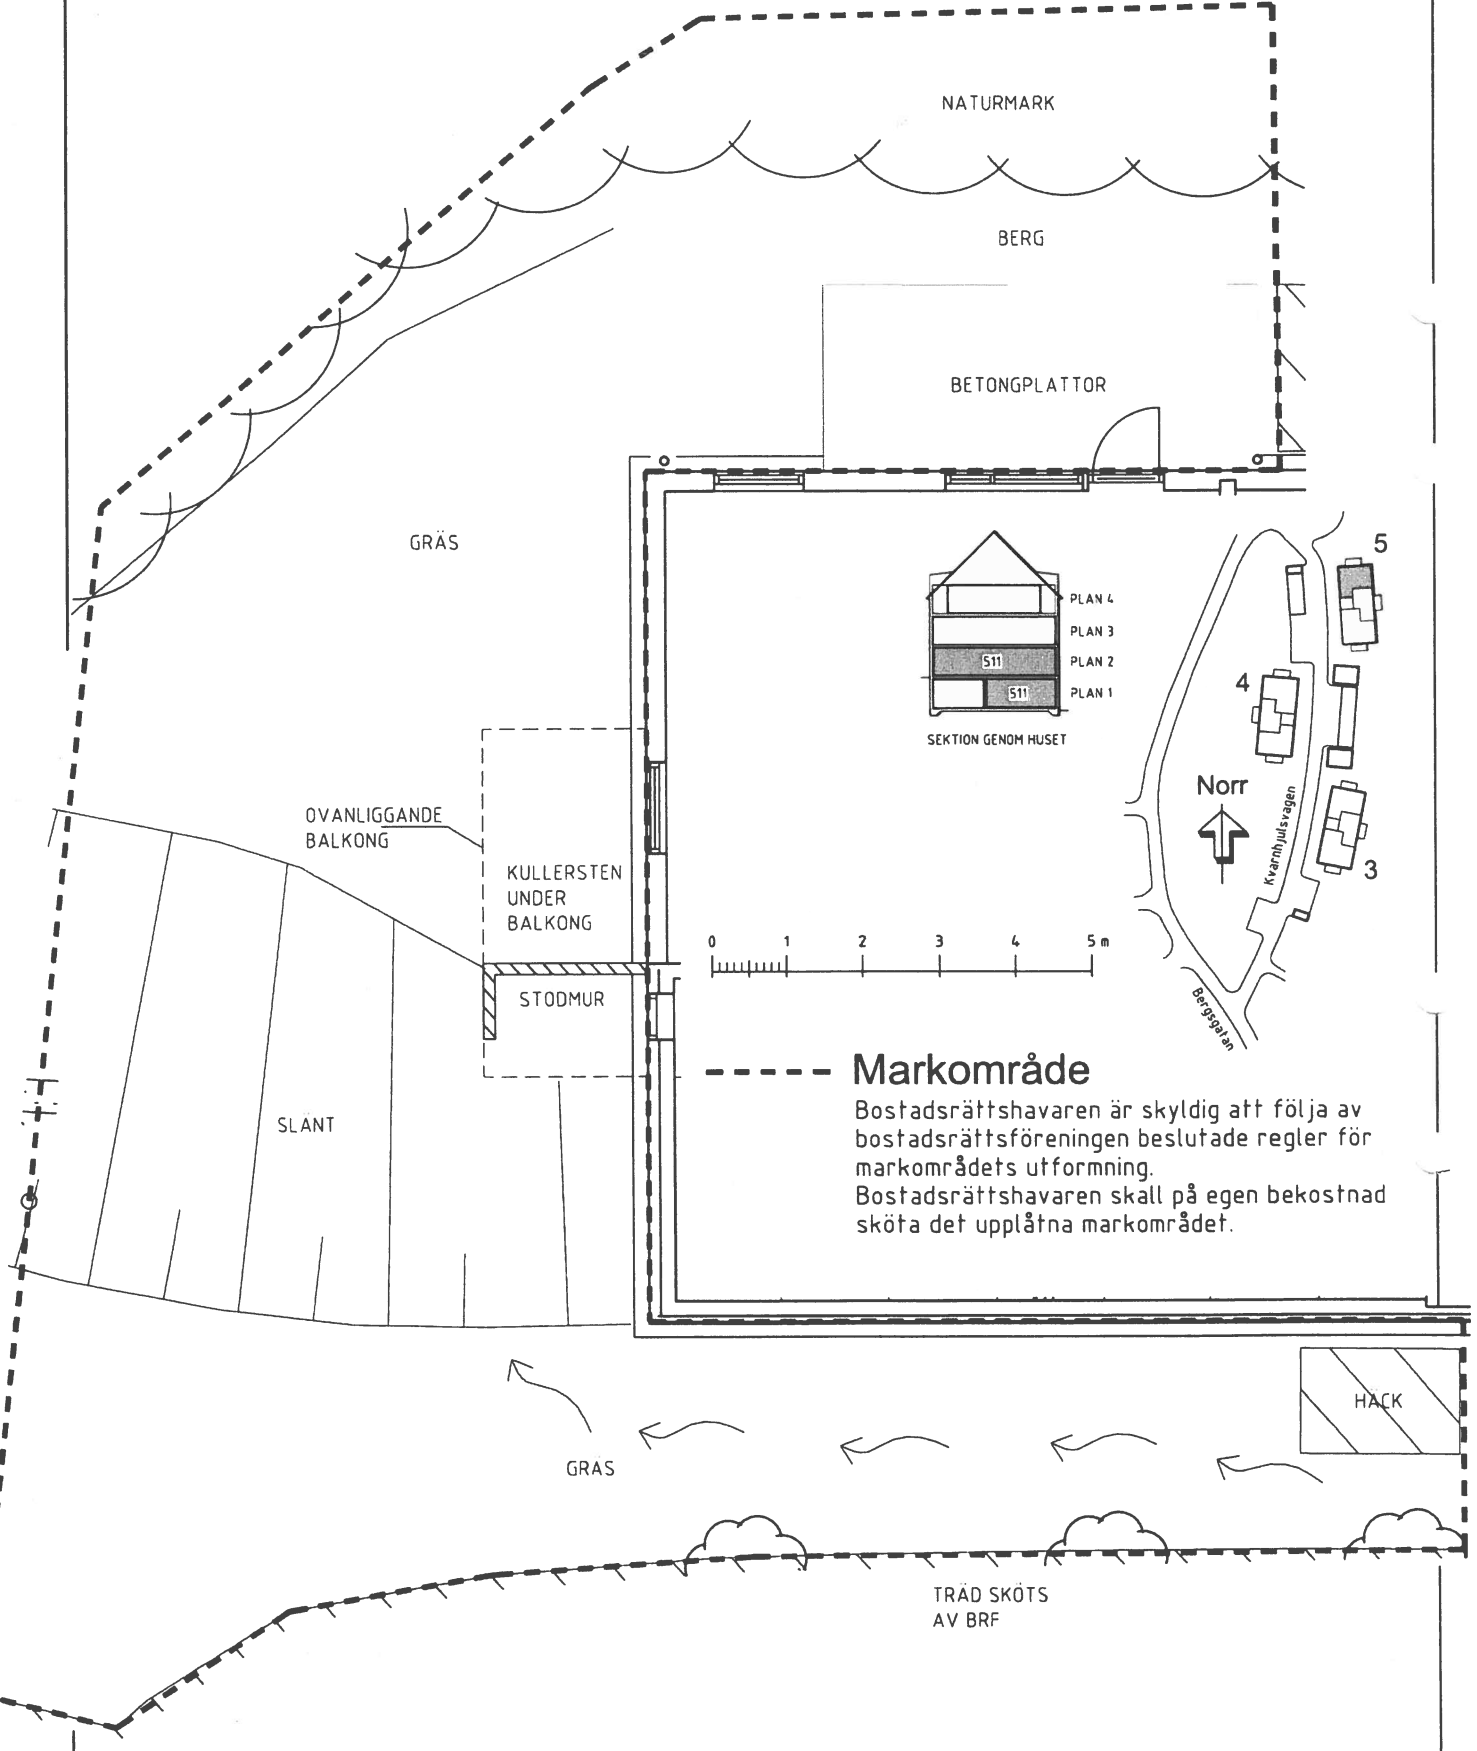 NATURMARK
BERG
BETONGPLATTOR
GRÄS
5
PLAN 4
PLAN 3
S11
PLAN 2
S11
PLAN 1
SEKTION GENOM HUSET
4
Norr
Kvarnhjulsvägen
3
Bergsgatan
OVANLIGGANDE
BALKONG
KULLERSTEN
UNDER
BALKONG
0 1 2 3 4 5 m
STÖDMUR
SLÄNT
Markområde
Bostadsrättshavaren är skyldig att följa av
bostadsrättsföreningen beslutade regler för
markområdets utformning.
Bostadsrättshavaren skall på egen bekostnad
sköta det upplåtna markområdet.
HÄCK
GRÄS
TRÄD SKÖTS
AV BRF